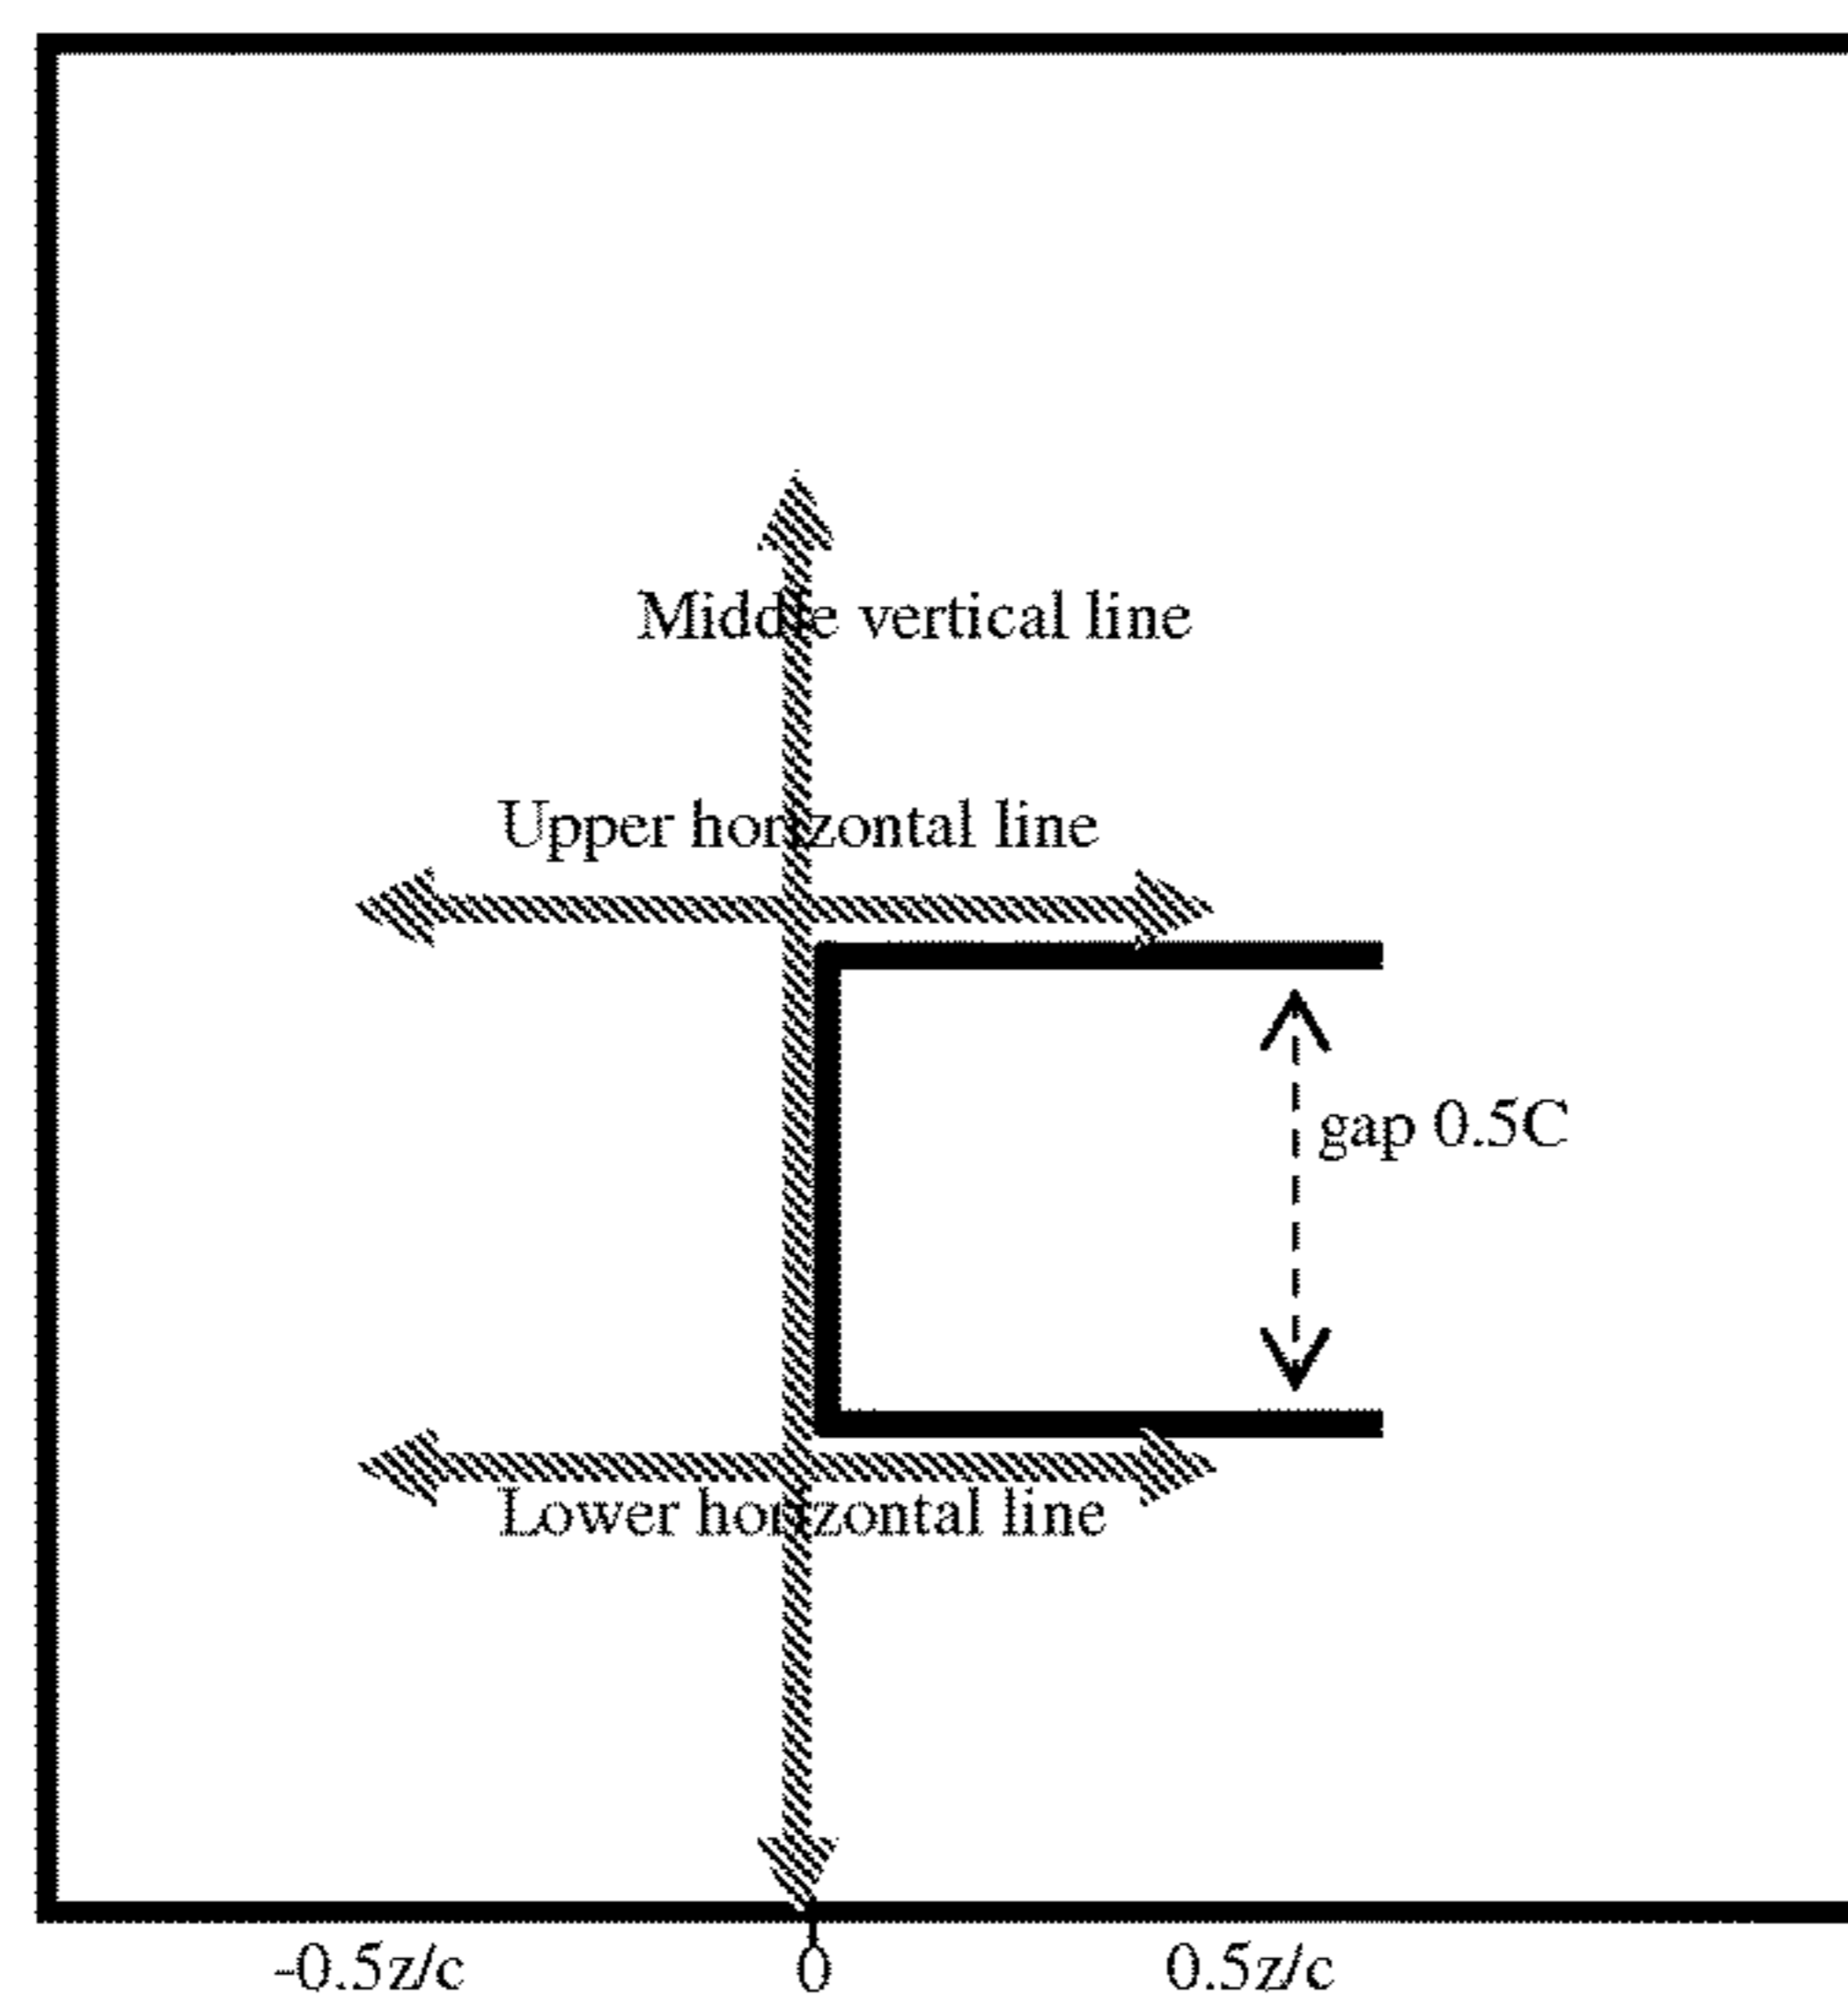 Middle vertical line
Upper horizontal line
gap 0.5C
Lower horizontal line
-0.5z/c 0 0.5z/c